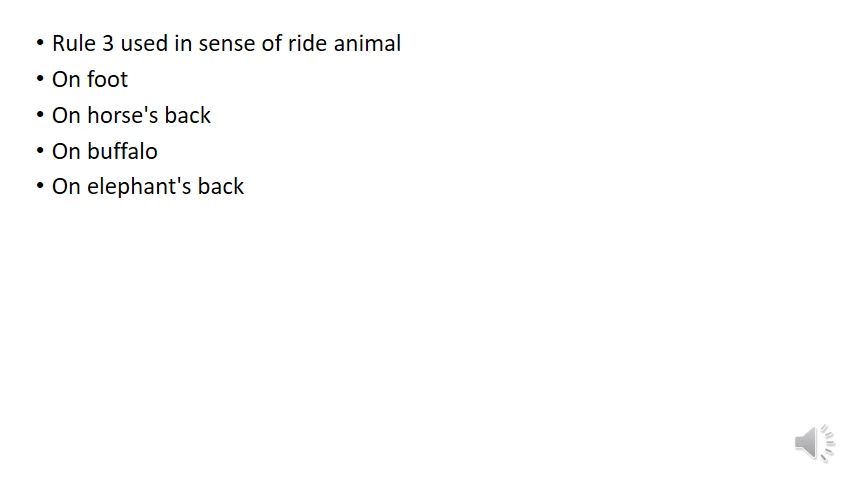 • Rule 3 used in sense of ride animal
• On foot
• On horse's back
• On buffalo
• On elephant's back